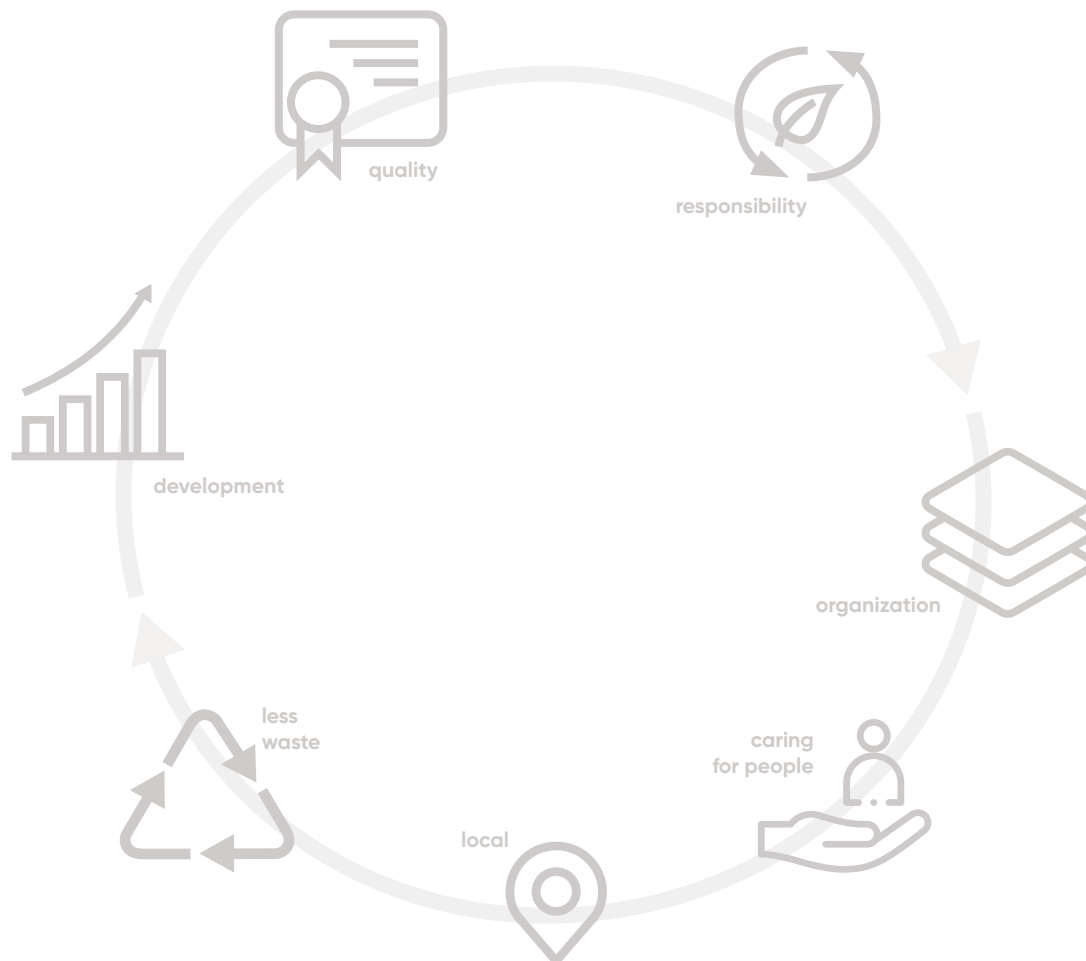 quality
responsibility
development
organization
less
waste
caring
for people
local